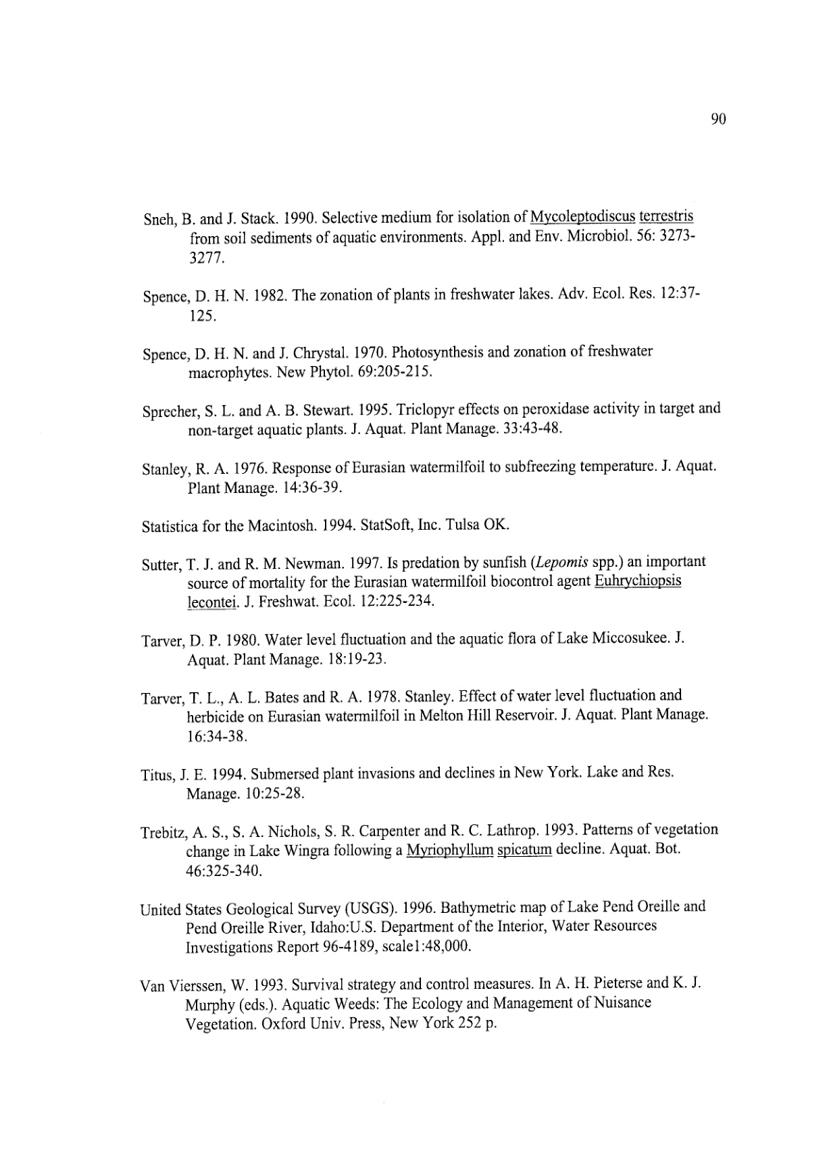 90
Sneh, B. and J. Stack. 1990. Selective medium for isolation of Mycoleptodiscus terrestris
from soil sediments of aquatic environments. Appl. and Env. Microbiol. 56: 3273-
3277.
Spence, D. H. N. 1982. The zonation of plants in freshwater lakes. Adv. Ecol. Res. 12:37-
125.
Spence, D. H. N. and J. Chrystal. 1970. Photosynthesis and zonation of freshwater
macrophytes. New Phytol. 69:205-215.
Sprecher, S. L. and A. B. Stewart. 1995. Triclopyr effects on peroxidase activity in target and
non-target aquatic plants. J. Aquat. Plant Manage. 33:43-48.
Stanley, R. A. 1976. Response of Eurasian watermilfoil to subfreezing temperature. J. Aquat.
Plant Manage. 14:36-39.
Statistica for the Macintosh. 1994. StatSoft, Inc. Tulsa OK.
Sutter, T. J. and R. M. Newman. 1997. Is predation by sunfish (Lepomis spp.) an important
source of mortality for the Eurasian watermilfoil biocontrol agent Euhrychiopsis
lecontei. J. Freshwat. Ecol. 12:225-234.
Tarver, D. P. 1980. Water level fluctuation and the aquatic flora of Lake Miccosukee. J.
Aquat. Plant Manage. 18:19-23.
Tarver, T. L., A. L. Bates and R. A. 1978. Stanley. Effect of water level fluctuation and
herbicide on Eurasian watermilfoil in Melton Hill Reservoir. J. Aquat. Plant Manage.
16:34-38.
Titus, J. E. 1994. Submersed plant invasions and declines in New York. Lake and Res.
Manage. 10:25-28.
Trebitz, A. S., S. A. Nichols, S. R. Carpenter and R. C. Lathrop. 1993. Patterns of vegetation
change in Lake Wingra following a Myriophyllum spicatum decline. Aquat. Bot.
46:325-340.
United States Geological Survey (USGS). 1996. Bathymetric map of Lake Pend Oreille and
Pend Oreille River, Idaho:U.S. Department of the Interior, Water Resources
Investigations Report 96-4189, scale1:48,000.
Van Vierssen, W. 1993. Survival strategy and control measures. In A. H. Pieterse and K. J.
Murphy (eds.). Aquatic Weeds: The Ecology and Management of Nuisance
Vegetation. Oxford Univ. Press, New York 252 p.